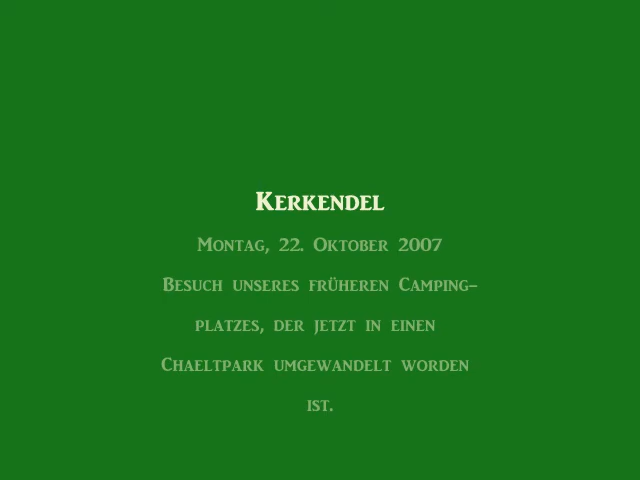 Kerkendel
Montag, 22. Oktober 2007
Besuch unseres früheren Camping-
platzes, der jetzt in einen
Chaeltpark umgewandelt worden
ist.